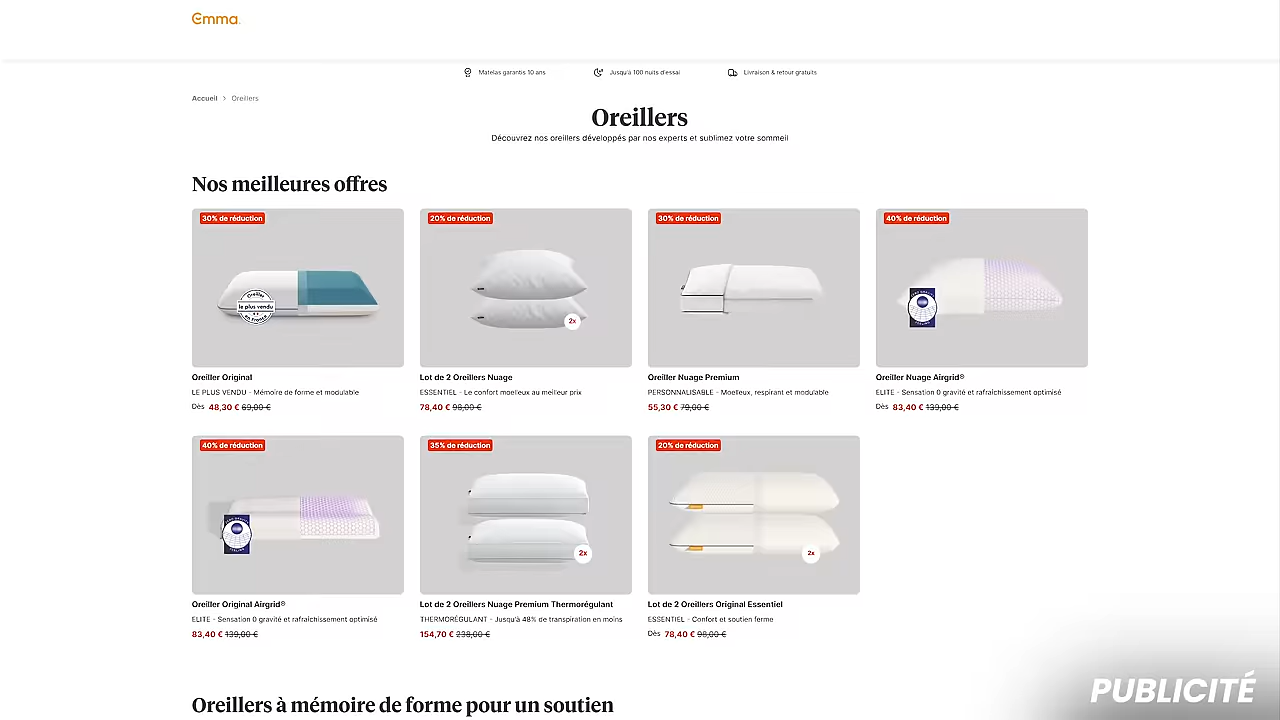 Emma.
Matelas garantis 10 ans
Jusqu'à 100 nuits d'essai
Livraison & retour gratuits
Accueil > Oreillers
Oreillers
Découvrez nos oreillers développés par nos experts et sublimez votre sommeil
Nos meilleures offres
30% de réduction
Oreiller
le plus vendu
en France
Oreiller Original
LE PLUS VENDU - Mémoire de forme et modulable
Dès 48,30 € 69,00 €
20% de réduction
2x
Lot de 2 Oreillers Nuage
ESSENTIEL - Le confort moelleux au meilleur prix
78,40 € 98,00 €
30% de réduction
Oreiller Nuage Premium
PERSONNALISABLE - Moelleux, respirant et modulable
55,30 € 79,00 €
40% de réduction
Oreiller Nuage Airgrid®
ELITE - Sensation 0 gravité et rafraîchissement optimisé
Dès 83,40 € 139,00 €
40% de réduction
Oreiller Original Airgrid®
ELITE - Sensation 0 gravité et rafraîchissement optimisé
83,40 € 139,00 €
35% de réduction
2x
Lot de 2 Oreillers Nuage Premium Thermorégulant
THERMORÉGULANT - Jusqu'à 48% de transpiration en moins
154,70 € 238,00 €
20% de réduction
2x
Lot de 2 Oreillers Original Essentiel
ESSENTIEL - Confort et soutien ferme
Dès 78,40 € 98,00 €
Oreillers à mémoire de forme pour un soutien
PUBLICITÉ